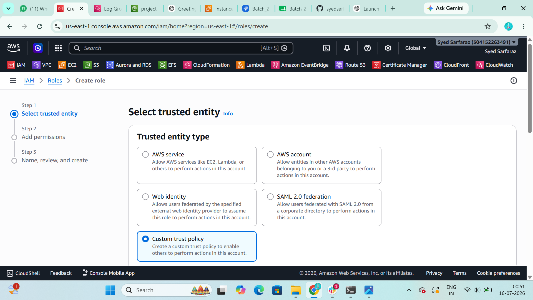 us-east-1.console.aws.amazon.com/iam/home?region=us-east-1#/roles/create
Ask Gemini
aws
Search
[Alt+S]
Global
Syed Sarfaraz
IAM
VPC
EC2
S3
Aurora and RDS
EFS
CloudFormation
Lambda
Amazon EventBridge
Route 53
Certificate Manager
CloudFront
CloudWatch
IAM
Roles
Create role
Step 1
Select trusted entity
Step 2
Add permissions
Step 3
Name, review, and create
Select trusted entity Info
Trusted entity type
AWS service
Allow AWS services like EC2, Lambda, or
others to perform actions in this account.
AWS account
Allow entities in other AWS accounts
belonging to you or a 3rd party to perform
actions in this account.
Web identity
Allows users federated by the specified
external web identity provider to assume
this role to perform actions in this account.
SAML 2.0 federation
Allow users federated with SAML 2.0 from
a corporate directory to perform actions in
this account.
Custom trust policy
Create a custom trust policy to enable
others to perform actions in this account.
CloudShell
Feedback
Console Mobile App
© 2026, Amazon Web Services, Inc. or its affiliates.
Privacy
Terms
Cookie preferences
Search
ENG
IN